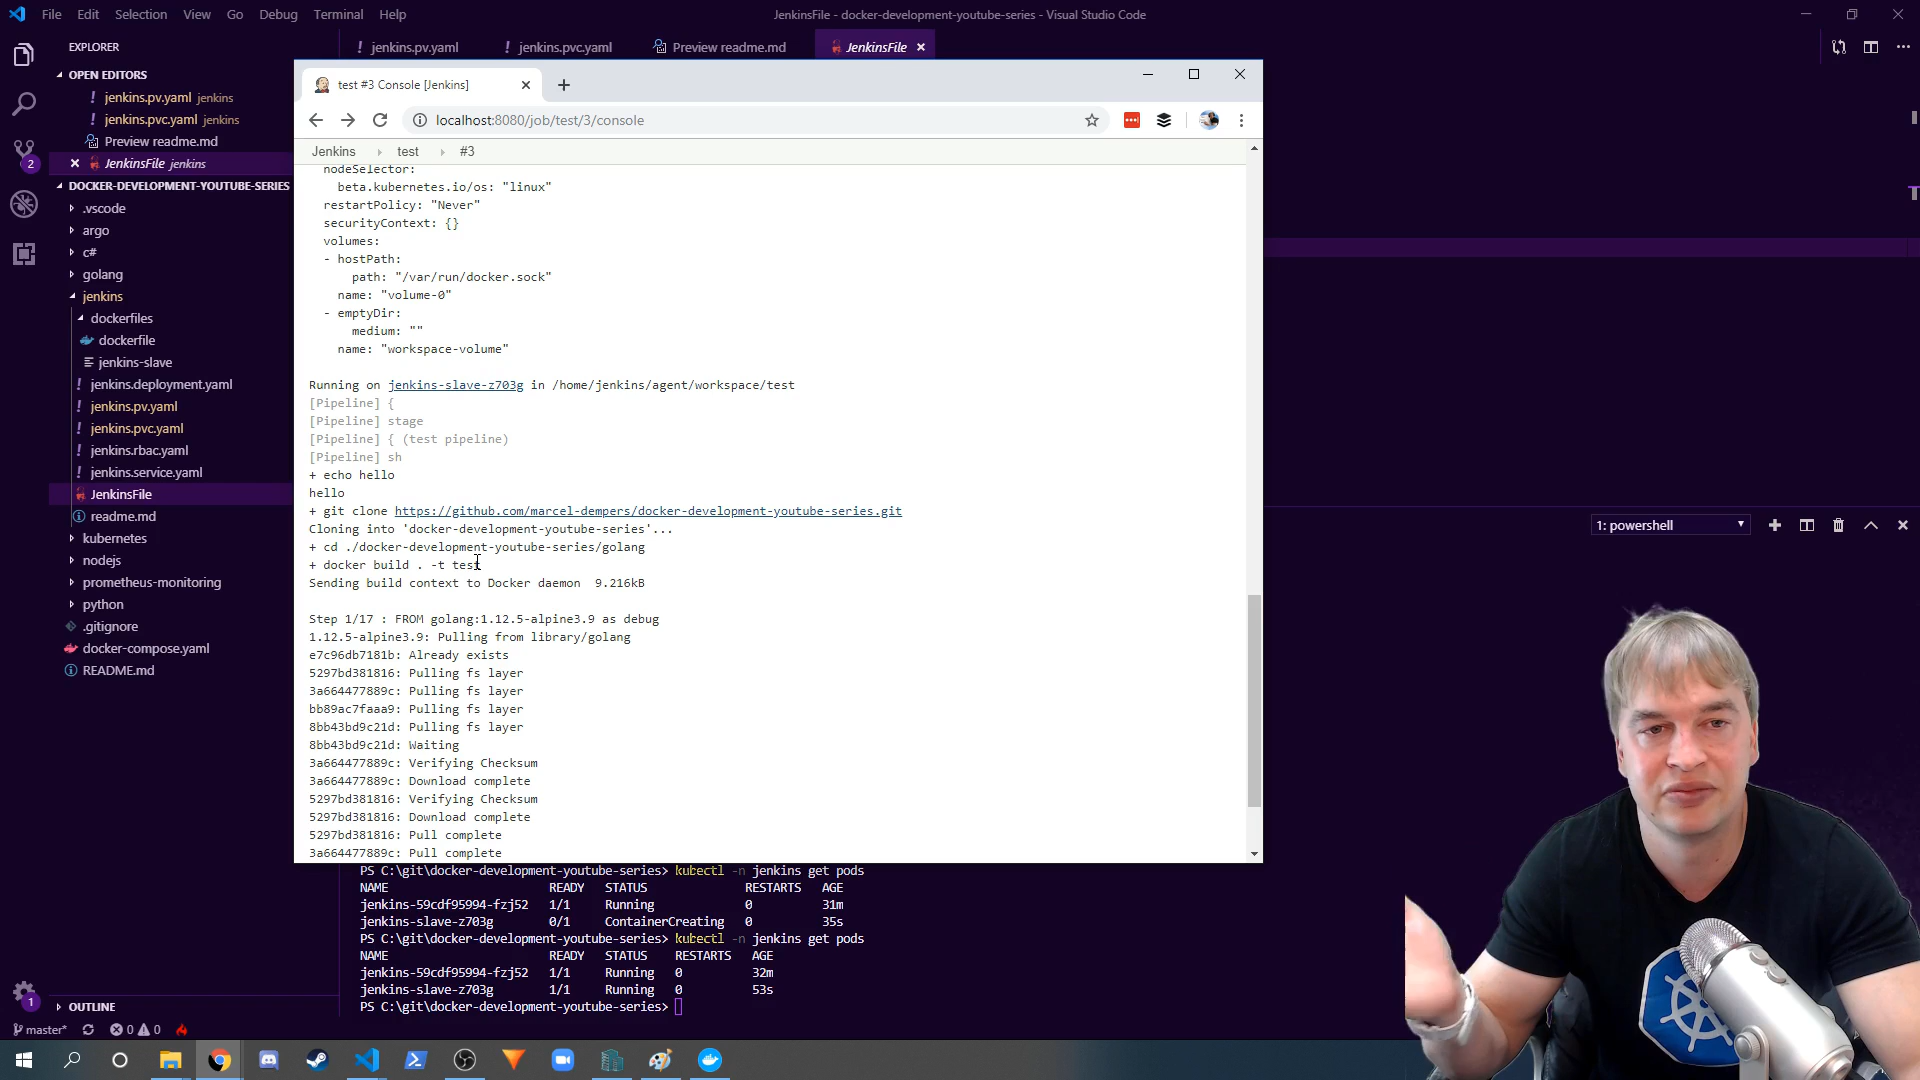 File Edit Selection View Go Debug Terminal Help
JenkinsFile - docker-development-youtube-series - Visual Studio Code
EXPLORER
jenkins.pv.yaml
jenkins.pvc.yaml
Preview readme.md
JenkinsFile
OPEN EDITORS
jenkins.pv.yaml jenkins
jenkins.pvc.yaml jenkins
Preview readme.md
JenkinsFile jenkins
2
DOCKER-DEVELOPMENT-YOUTUBE-SERIES
.vscode
argo
c#
golang
jenkins
dockerfiles
dockerfile
jenkins-slave
jenkins.deployment.yaml
jenkins.pv.yaml
jenkins.pvc.yaml
jenkins.rbac.yaml
jenkins.service.yaml
JenkinsFile
readme.md
kubernetes
nodejs
prometheus-monitoring
python
.gitignore
docker-compose.yaml
README.md
OUTLINE
1
master* 0 0
test #3 Console [Jenkins]
localhost:8080/job/test/3/console
Jenkins test #3
nodeSelector:
beta.kubernetes.io/os: "linux"
restartPolicy: "Never"
securityContext: {}
volumes:
- hostPath:
path: "/var/run/docker.sock"
name: "volume-0"
- emptyDir:
medium: ""
name: "workspace-volume"
Running on jenkins-slave-z703g in /home/jenkins/agent/workspace/test
[Pipeline] {
[Pipeline] stage
[Pipeline] { (test pipeline)
[Pipeline] sh
+ echo hello
hello
+ git clone https://github.com/marcel-dempers/docker-development-youtube-series.git
Cloning into 'docker-development-youtube-series'...
+ cd ./docker-development-youtube-series/golang
+ docker build . -t test
Sending build context to Docker daemon  9.216kB
Step 1/17 : FROM golang:1.12.5-alpine3.9 as debug
1.12.5-alpine3.9: Pulling from library/golang
e7c96db7181b: Already exists
5297bd381816: Pulling fs layer
3a664477889c: Pulling fs layer
bb89ac7faaa9: Pulling fs layer
8bb43bd9c21d: Pulling fs layer
8bb43bd9c21d: Waiting
3a664477889c: Verifying Checksum
3a664477889c: Download complete
5297bd381816: Verifying Checksum
5297bd381816: Download complete
5297bd381816: Pull complete
3a664477889c: Pull complete
1: powershell
PS C:\git\docker-development-youtube-series> kubectl -n jenkins get pods
NAME READY STATUS RESTARTS AGE
jenkins-59cdf95994-fzj52 1/1 Running 0 31m
jenkins-slave-z703g 0/1 ContainerCreating 0 35s
PS C:\git\docker-development-youtube-series> kubectl -n jenkins get pods
NAME READY STATUS RESTARTS AGE
jenkins-59cdf95994-fzj52 1/1 Running 0 32m
jenkins-slave-z703g 1/1 Running 0 53s
PS C:\git\docker-development-youtube-series>